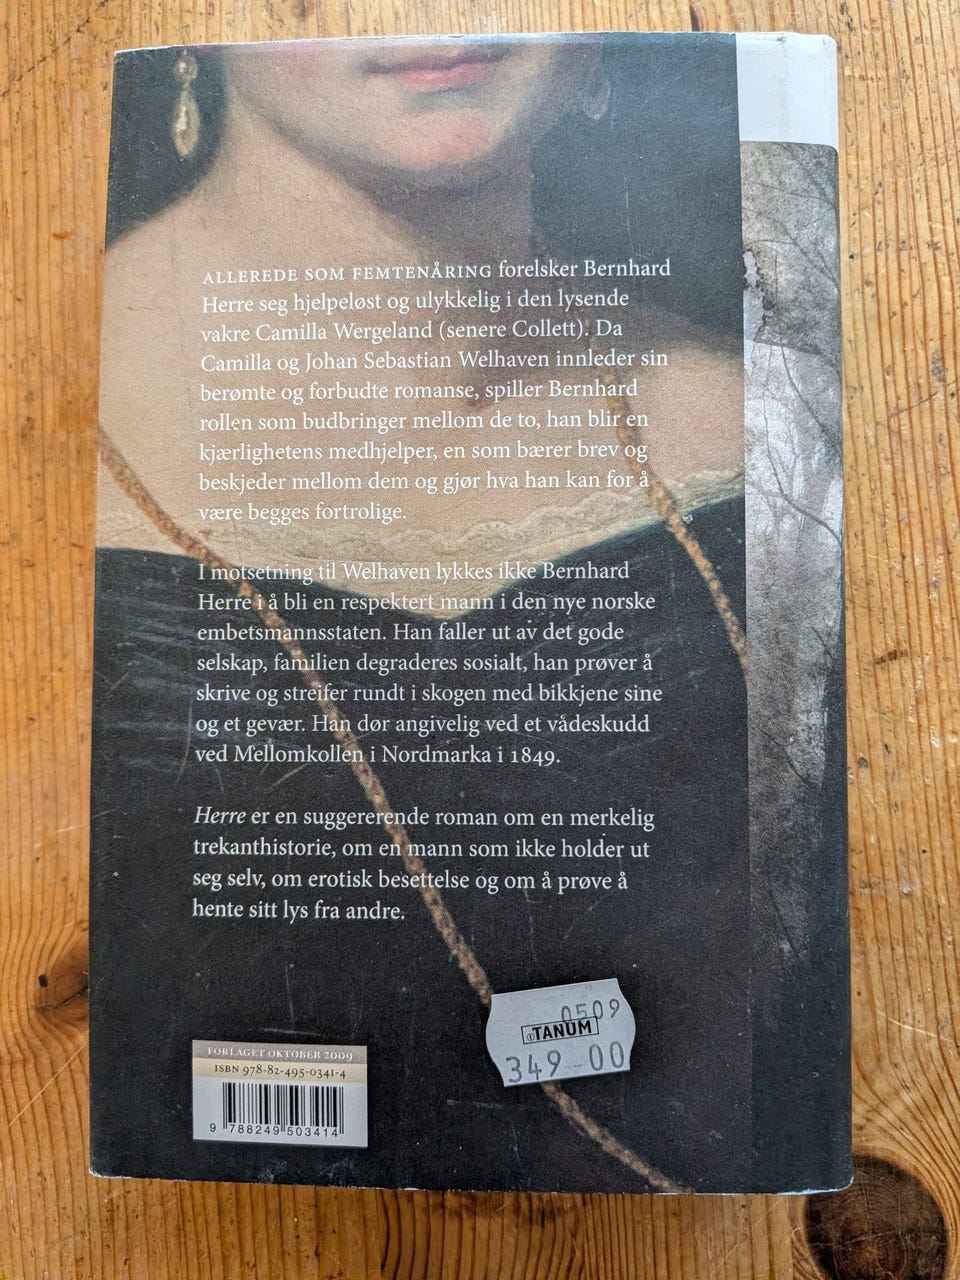 ALLEREDE SOM FEMTENÅRING forelsker Bernhard
Herre seg hjelpeløst og ulykkelig i den lysende
vakre Camilla Wergeland (senere Collett). Da
Camilla og Johan Sebastian Welhaven innleder sin
berømte og forbudte romanse, spiller Bernhard
rollen som budbringer mellom de to, han blir en
kjærlighetens medhjelper, en som bærer brev og
beskjeder mellom dem og gjør hva han kan for å
være begges fortrolige.
I motsetning til Welhaven lykkes ikke Bernhard
Herre i å bli en respektert mann i den nye norske
embetsmannsstaten. Han faller ut av det gode
selskap, familien degraderes sosialt, han prøver å
skrive og streifer rundt i skogen med bikkjene sine
og et gevær. Han dør angivelig ved et vådeskudd
ved Mellomkollen i Nordmarka i 1849.
Herre er en suggererende roman om en merkelig
trekanthistorie, om en mann som ikke holder ut
seg selv, om erotisk besettelse og om å prøve å
hente sitt lys fra andre.
0509
TANUM
349 00
FORLAGET OKTOBER 2009
ISBN 978-82-495-0341-4
9 788249 503414